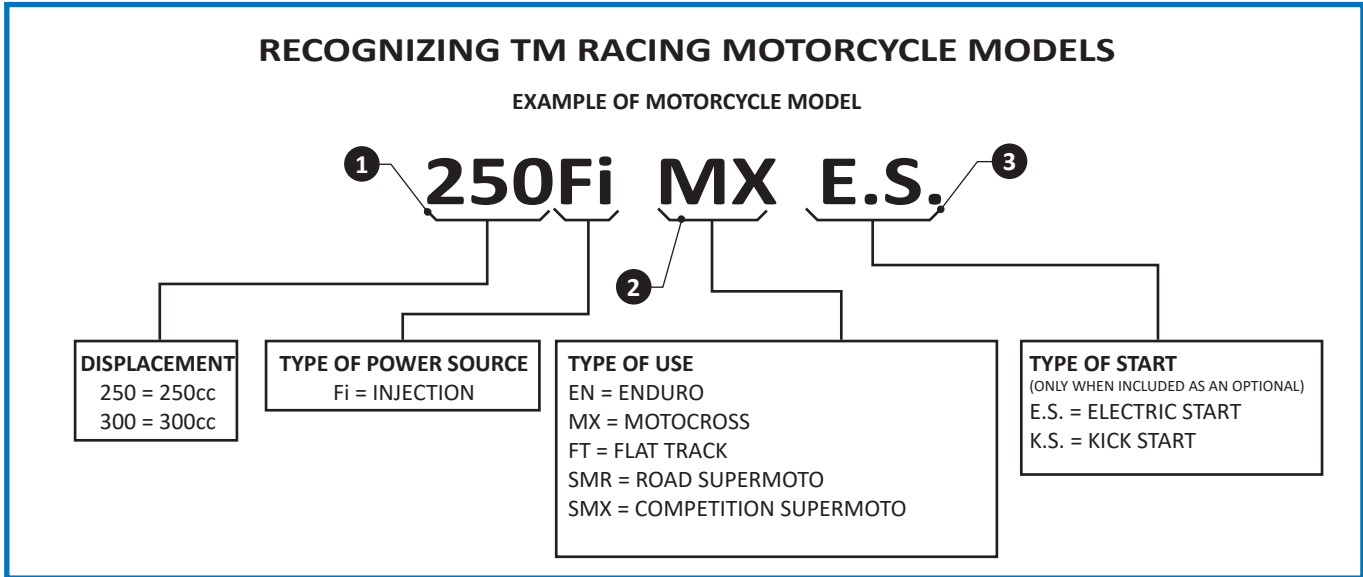 RECOGNIZING TM RACING MOTORCYCLE MODELS
EXAMPLE OF MOTORCYCLE MODEL
1 250Fi MX E.S. 3
2
DISPLACEMENT
250 = 250cc
300 = 300cc
TYPE OF POWER SOURCE
Fi = INJECTION
TYPE OF USE
EN = ENDURO
MX = MOTOCROSS
FT = FLAT TRACK
SMR = ROAD SUPERMOTO
SMX = COMPETITION SUPERMOTO
TYPE OF START
(ONLY WHEN INCLUDED AS AN OPTIONAL)
E.S. = ELECTRIC START
K.S. = KICK START